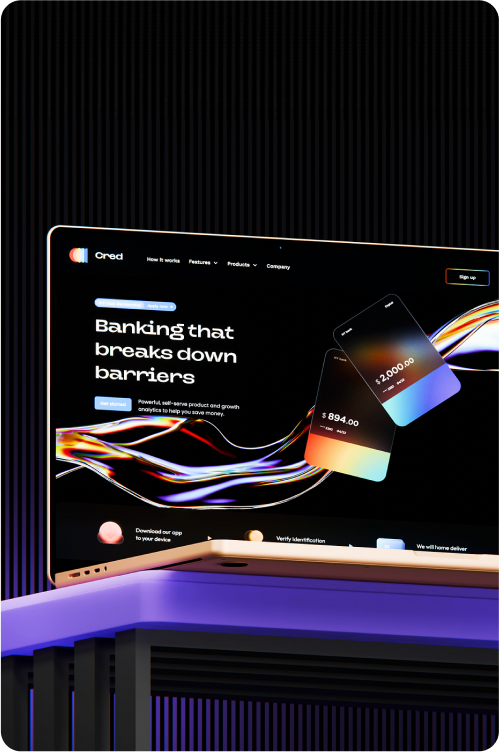 Cred
How it works
Features
Products
Company
Sign up
Banking that
breaks down
barriers
Get started
Powerful, self-serve product and growth
analytics to help you save money.
$ 2,000.00
$ 894.00
Download our app
to your device
Verify identification
We will home deliver